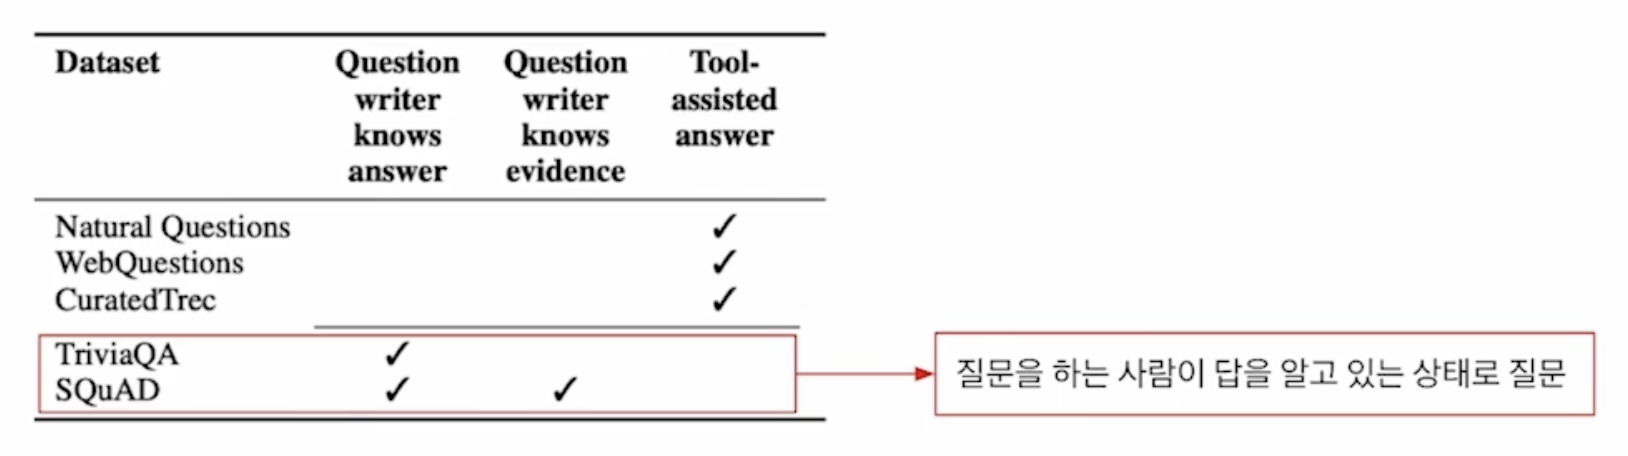 Dataset Question Question Tool-
writer writer assisted
knows knows answer
answer evidence
Natural Questions ✓
WebQuestions ✓
CuratedTrec ✓
TriviaQA ✓
SQuAD ✓ ✓
질문을 하는 사람이 답을 알고 있는 상태로 질문